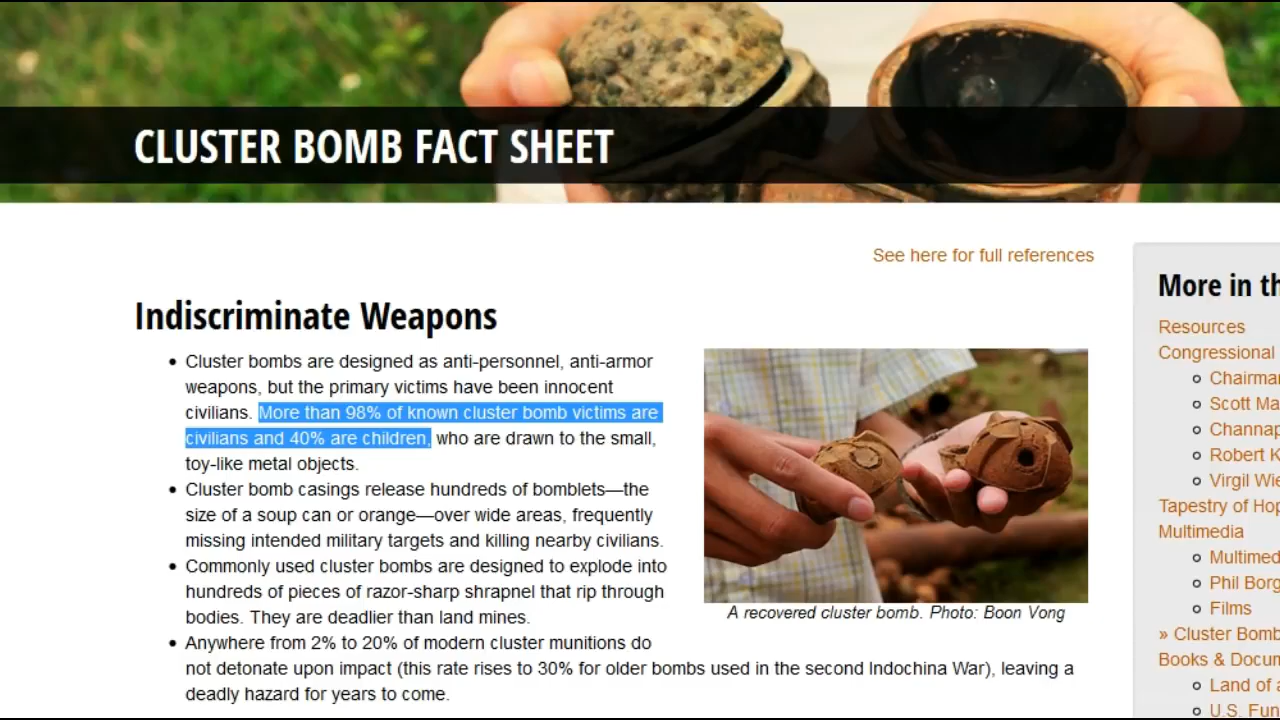 CLUSTER BOMB FACT SHEET
See here for full references
Indiscriminate Weapons
Cluster bombs are designed as anti-personnel, anti-armor
weapons, but the primary victims have been innocent
civilians. More than 98% of known cluster bomb victims are
civilians and 40% are children, who are drawn to the small,
toy-like metal objects.
Cluster bomb casings release hundreds of bomblets—the
size of a soup can or orange—over wide areas, frequently
missing intended military targets and killing nearby civilians.
Commonly used cluster bombs are designed to explode into
hundreds of pieces of razor-sharp shrapnel that rip through
bodies. They are deadlier than land mines.
Anywhere from 2% to 20% of modern cluster munitions do
not detonate upon impact (this rate rises to 30% for older bombs used in the second Indochina War), leaving a
deadly hazard for years to come.
A recovered cluster bomb. Photo: Boon Vong
More in th
Resources
Congressional
Chairma
Scott Ma
Channap
Robert K
Virgil Wie
Tapestry of Hop
Multimedia
Multimed
Phil Borg
Films
» Cluster Bomb
Books & Docum
Land of a
U.S. Fun